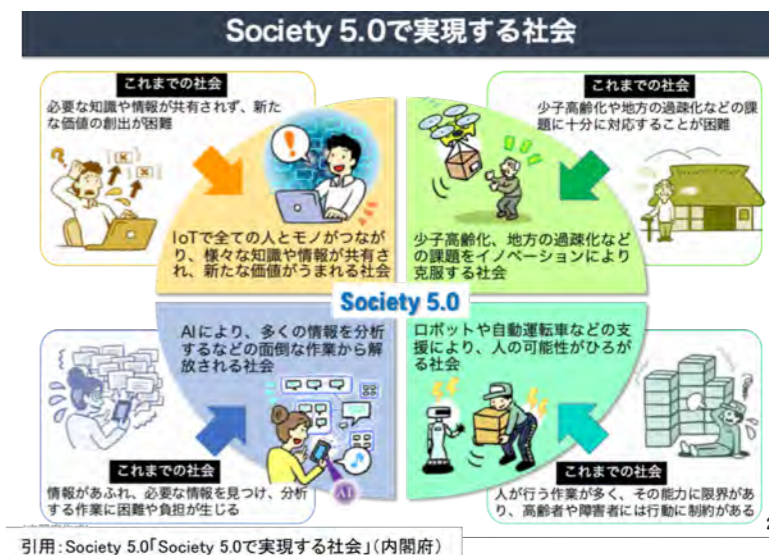 Society 5.0で実現する社会
これまでの社会
必要な知識や情報が共有されず、新た
な価値の創出が困難
IoTで全ての人とモノがつなが
り、様々な知識や情報が共有さ
れ、新たな価値がうまれる社会
これまでの社会
少子高齢化や地方の過疎化などの課
題に十分に対応することが困難
少子高齢化、地方の過疎化など
の課題をイノベーションにより
克服する社会
Society 5.0
AIにより、多くの情報を分析
するなどの面倒な作業から解
放される社会
AI
これまでの社会
情報があふれ、必要な情報を見つけ、分析
する作業に困難や負担が生じる
ロボットや自動運転車などの支
援により、人の可能性がひろが
る社会
これまでの社会
人が行う作業が多く、その能力に限界があ
り、高齢者や障害者には行動に制約がある
2
引用:Society 5.0「Society 5.0で実現する社会」(内閣府)